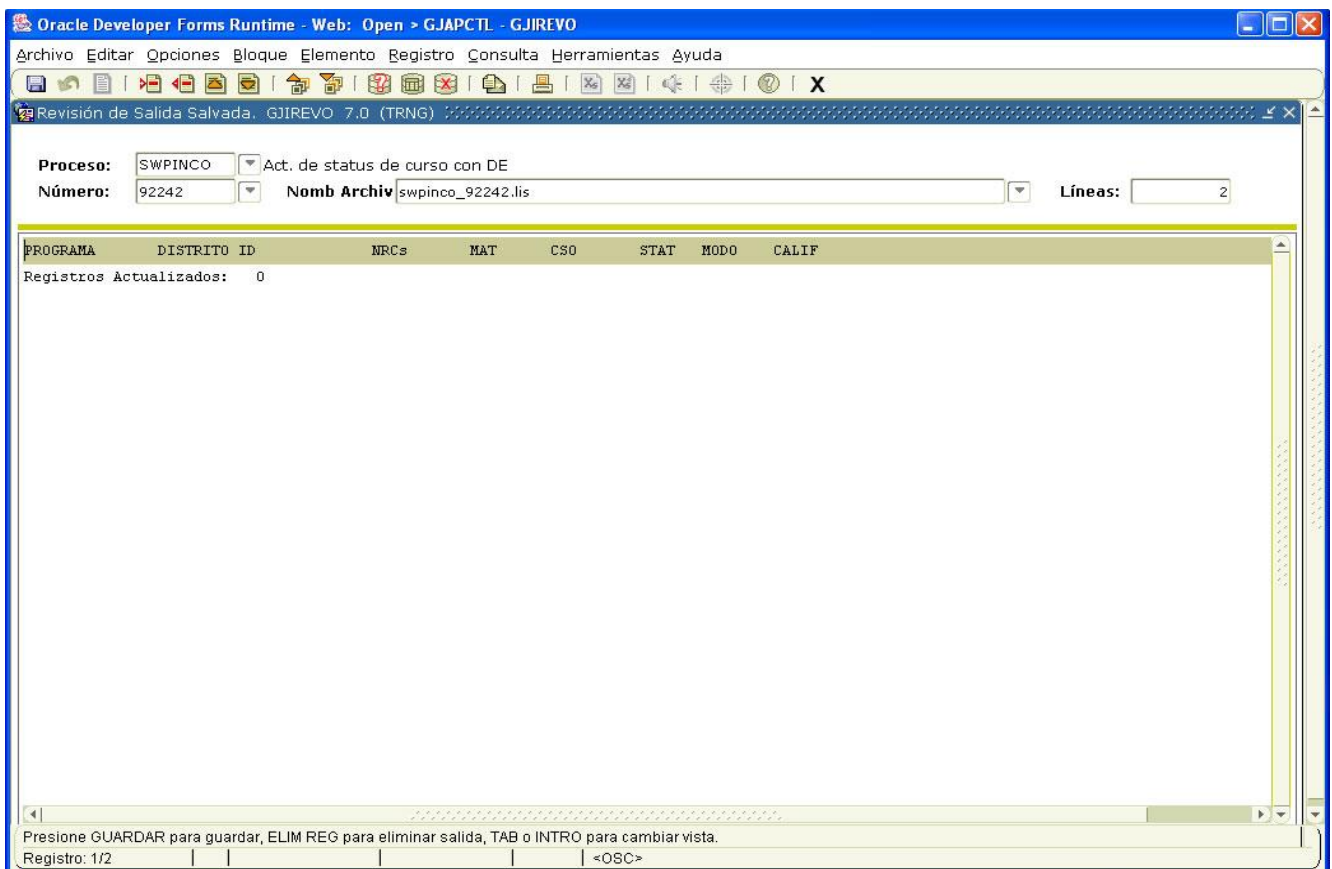 Oracle Developer Forms Runtime - Web: Open > GJAPCTL - GJIREVO
Archivo Editar Opciones Bloque Elemento Registro Consulta Herramientas Ayuda
X
Revisión de Salida Salvada. GJIREVO 7.0 (TRNG)
Proceso: SWPINCO Act. de status de curso con DE
Número: 92242 Nomb Archiv swpinco_92242.lis Líneas: 2
PROGRAMA DISTRITO ID NRCs MAT CSO STAT MODO CALIF
Registros Actualizados: 0
Presione GUARDAR para guardar, ELIM REG para eliminar salida, TAB o INTRO para cambiar vista.
Registro: 1/2 <OSC>